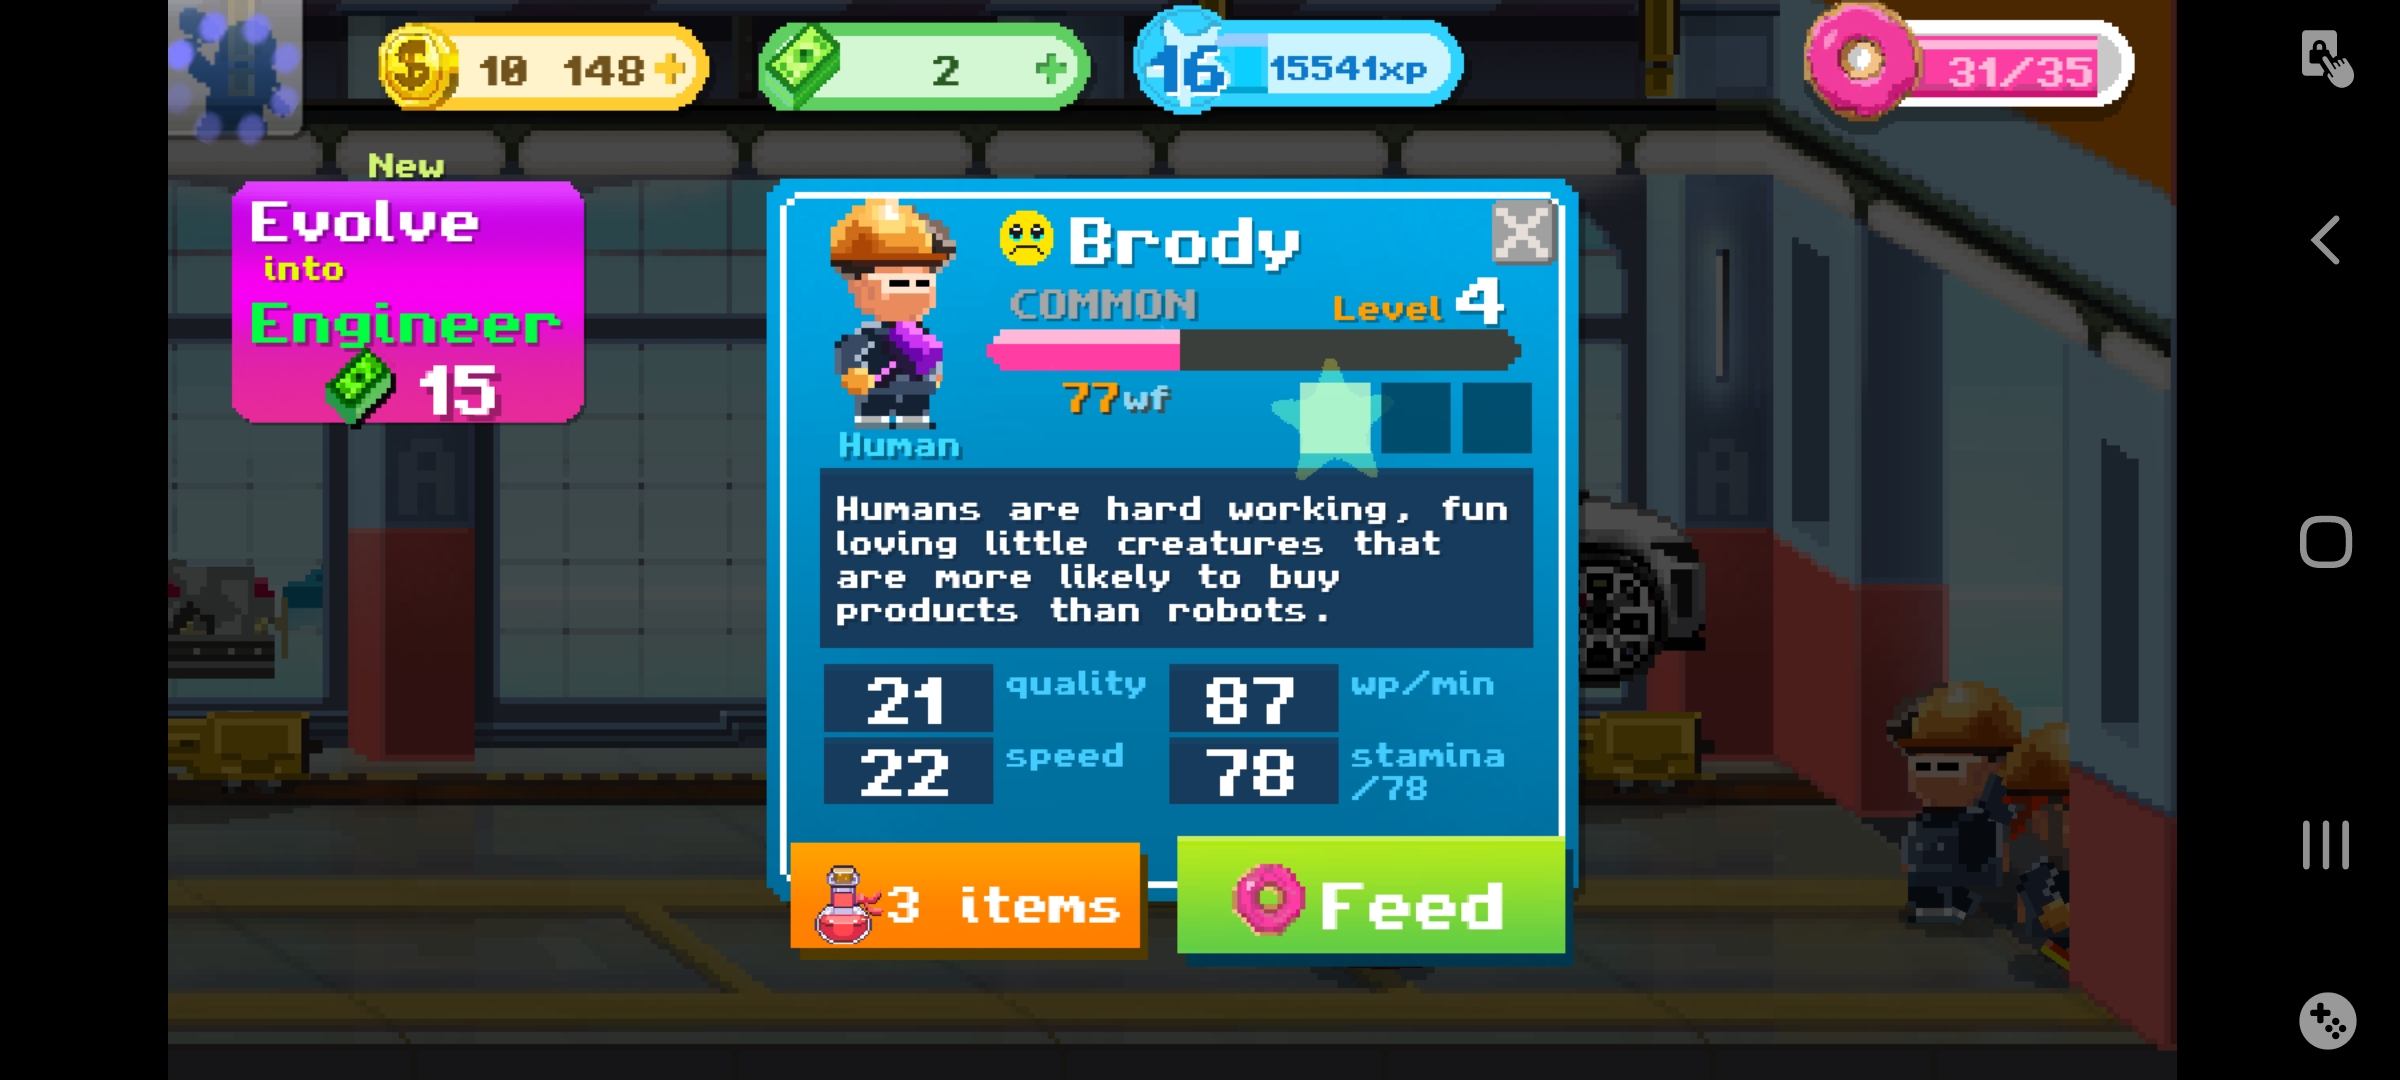 10 148
2
16 15541xp
31/35
New
Evolve
into
Engineer
15
Brody
COMMON
Level 4
77wf
Human
Humans are hard working, fun
loving little creatures that
are more likely to buy
products than robots.
21 quality
87 wp/min
22 speed
78 stamina
/78
3 items
Feed
A
A